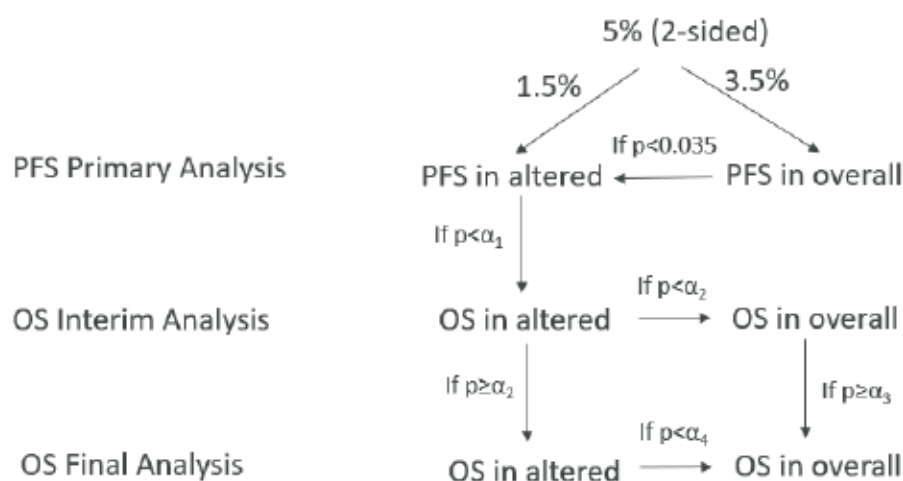 5% (2-sided)
1.5% 3.5%
If p<0.035
PFS Primary Analysis PFS in altered PFS in overall
If p<α₁
If p<α₂
OS Interim Analysis OS in altered OS in overall
If p≥α₂ If p≥α₃
If p<α₄
OS Final Analysis OS in altered OS in overall